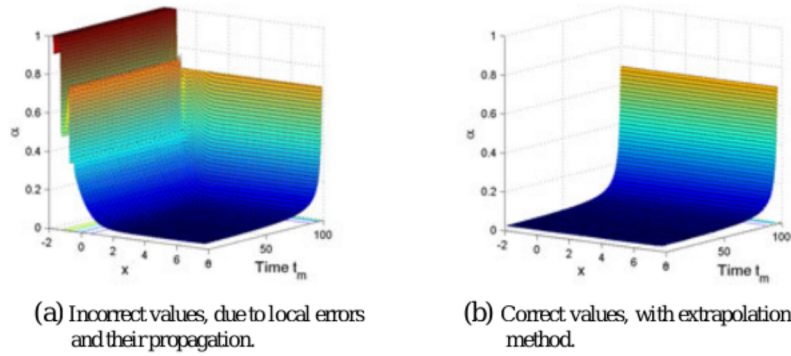 1
0.8
0.6
α
0.4
0.2
0
-2
0
2
4
6
8
x
50
100
Time t_m
1
0.8
0.6
α
0.4
0.2
0
-2
0
2
4
6
8
x
50
100
Time t_m
(a) Incorrect values, due to local errors
and their propagation.
(b) Correct values, with extrapolation
method.